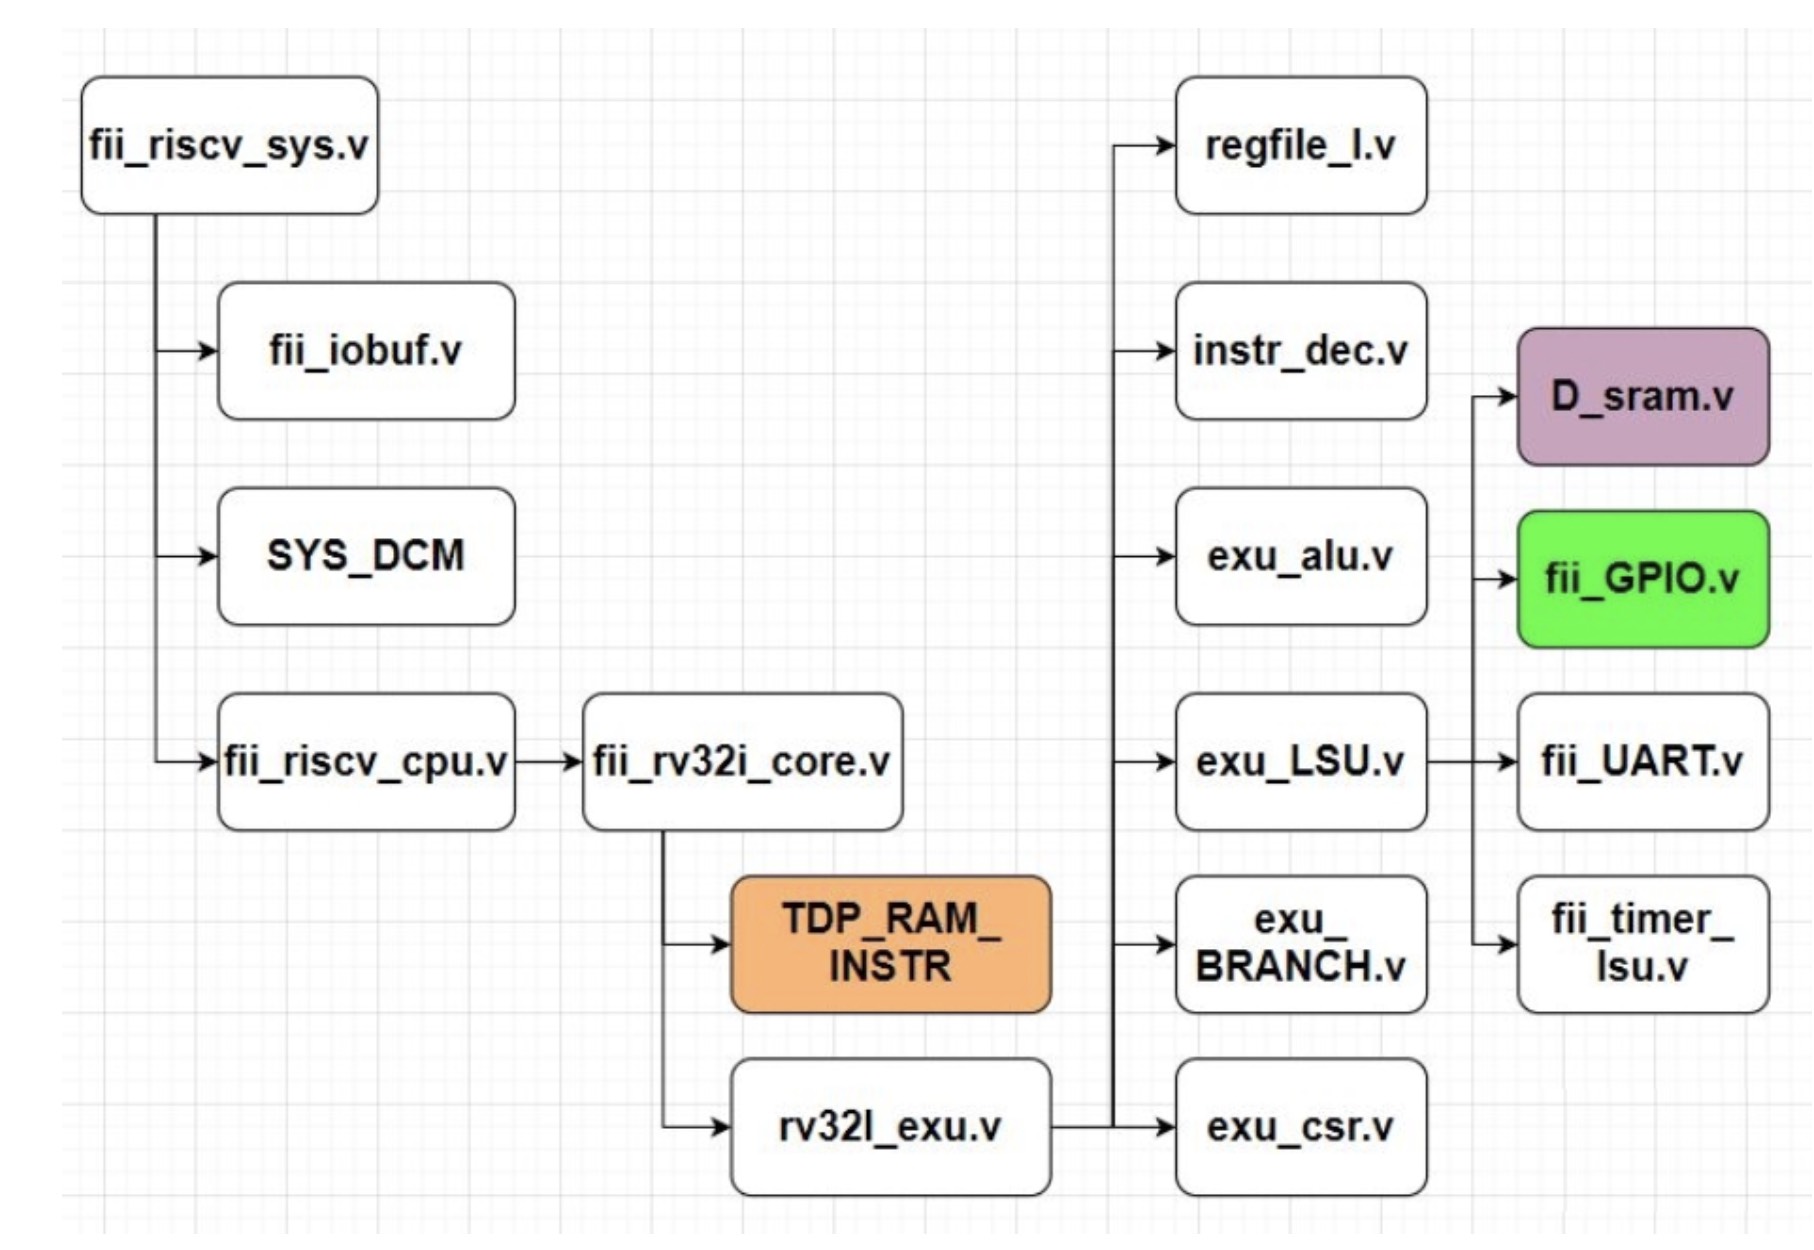 fii_riscv_sys.v
regfile_I.v
fii_iobuf.v
instr_dec.v
D_sram.v
SYS_DCM
exu_alu.v
fii_GPIO.v
fii_riscv_cpu.v
fii_rv32i_core.v
exu_LSU.v
fii_UART.v
TDP_RAM_
INSTR
exu_
BRANCH.v
fii_timer_
lsu.v
rv32I_exu.v
exu_csr.v